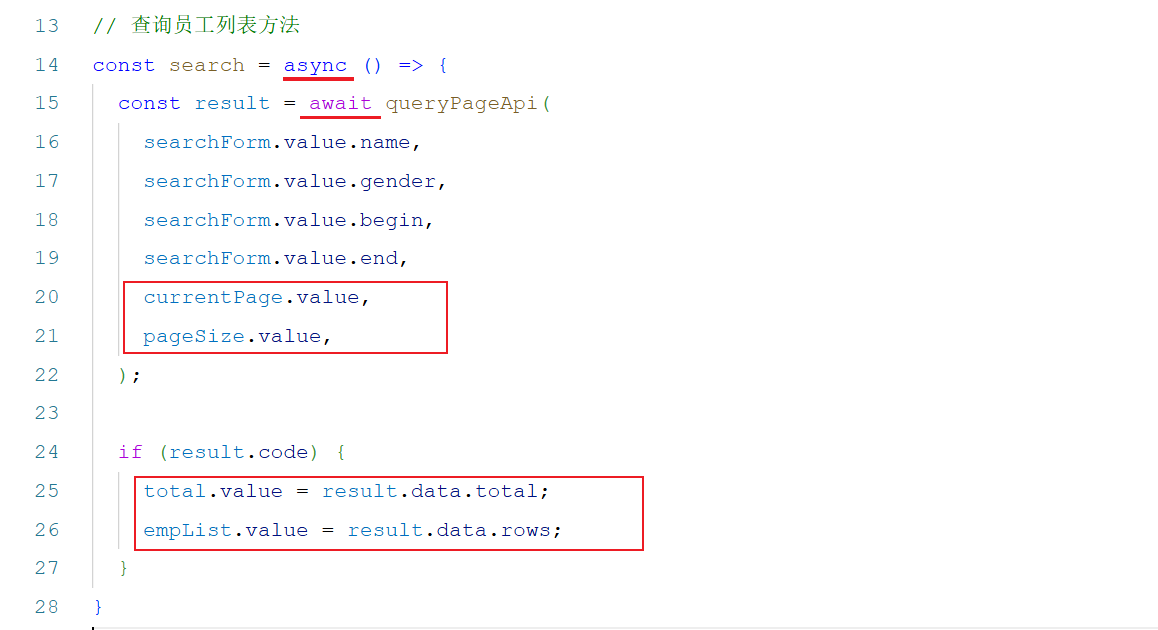 13 // 查询员工列表方法
14 const search = async () => {
15 const result = await queryPageApi(
16 searchForm.value.name,
17 searchForm.value.gender,
18 searchForm.value.begin,
19 searchForm.value.end,
20 currentPage.value,
21 pageSize.value,
22 );
23
24 if (result.code) {
25 total.value = result.data.total;
26 empList.value = result.data.rows;
27 }
28 }